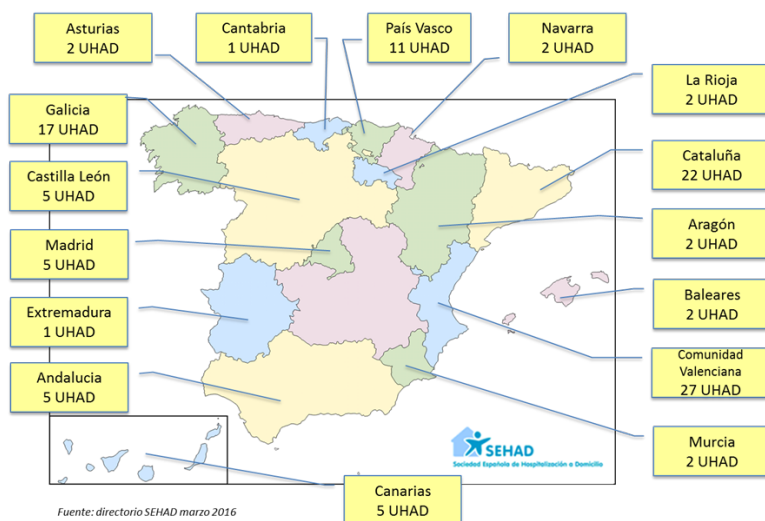 Asturias
2 UHAD
Cantabria
1 UHAD
País Vasco
11 UHAD
Navarra
2 UHAD
La Rioja
2 UHAD
Galicia
17 UHAD
Cataluña
22 UHAD
Castilla León
5 UHAD
Aragón
2 UHAD
Madrid
5 UHAD
Baleares
2 UHAD
Extremadura
1 UHAD
Comunidad
Valenciana
27 UHAD
Andalucia
5 UHAD
Murcia
2 UHAD
SEHAD
Sociedad Española de Hospitalización a Domicilio
Canarias
5 UHAD
Fuente: directorio SEHAD marzo 2016